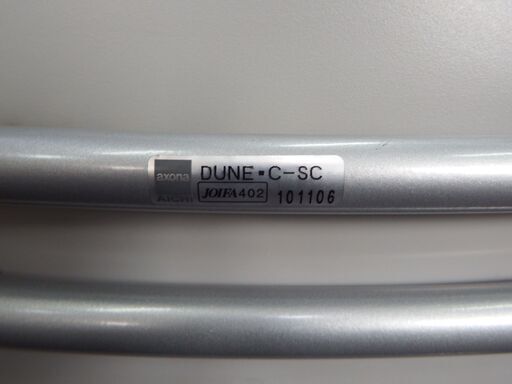 axona DUNE▪C-SC
AICHI JOIFA402 101106